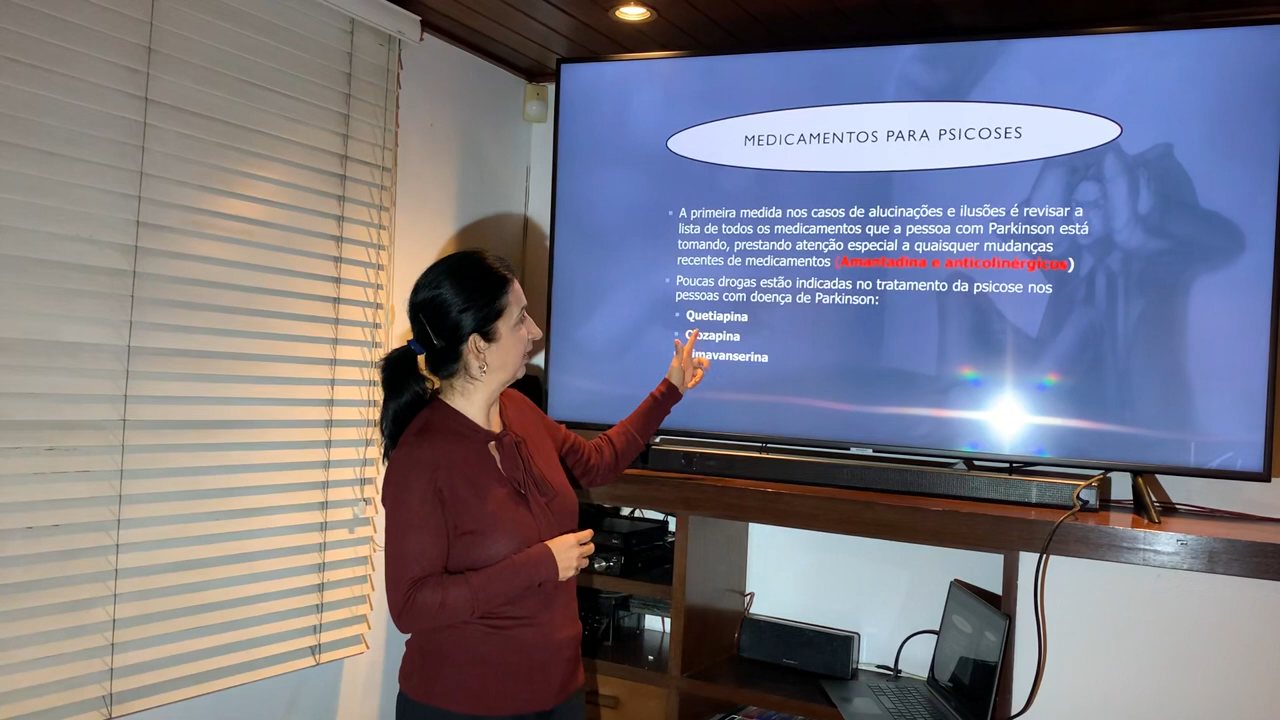 MEDICAMENTOS PARA PSICOSES
A primeira medida nos casos de alucinações e ilusões é revisar a
lista de todos os medicamentos que a pessoa com Parkinson está
tomando, prestando atenção especial a quaisquer mudanças
recentes de medicamentos (Amantadina e anticolinérgicos)
Poucas drogas estão indicadas no tratamento da psicose nos
pessoas com doença de Parkinson:
Quetiapina